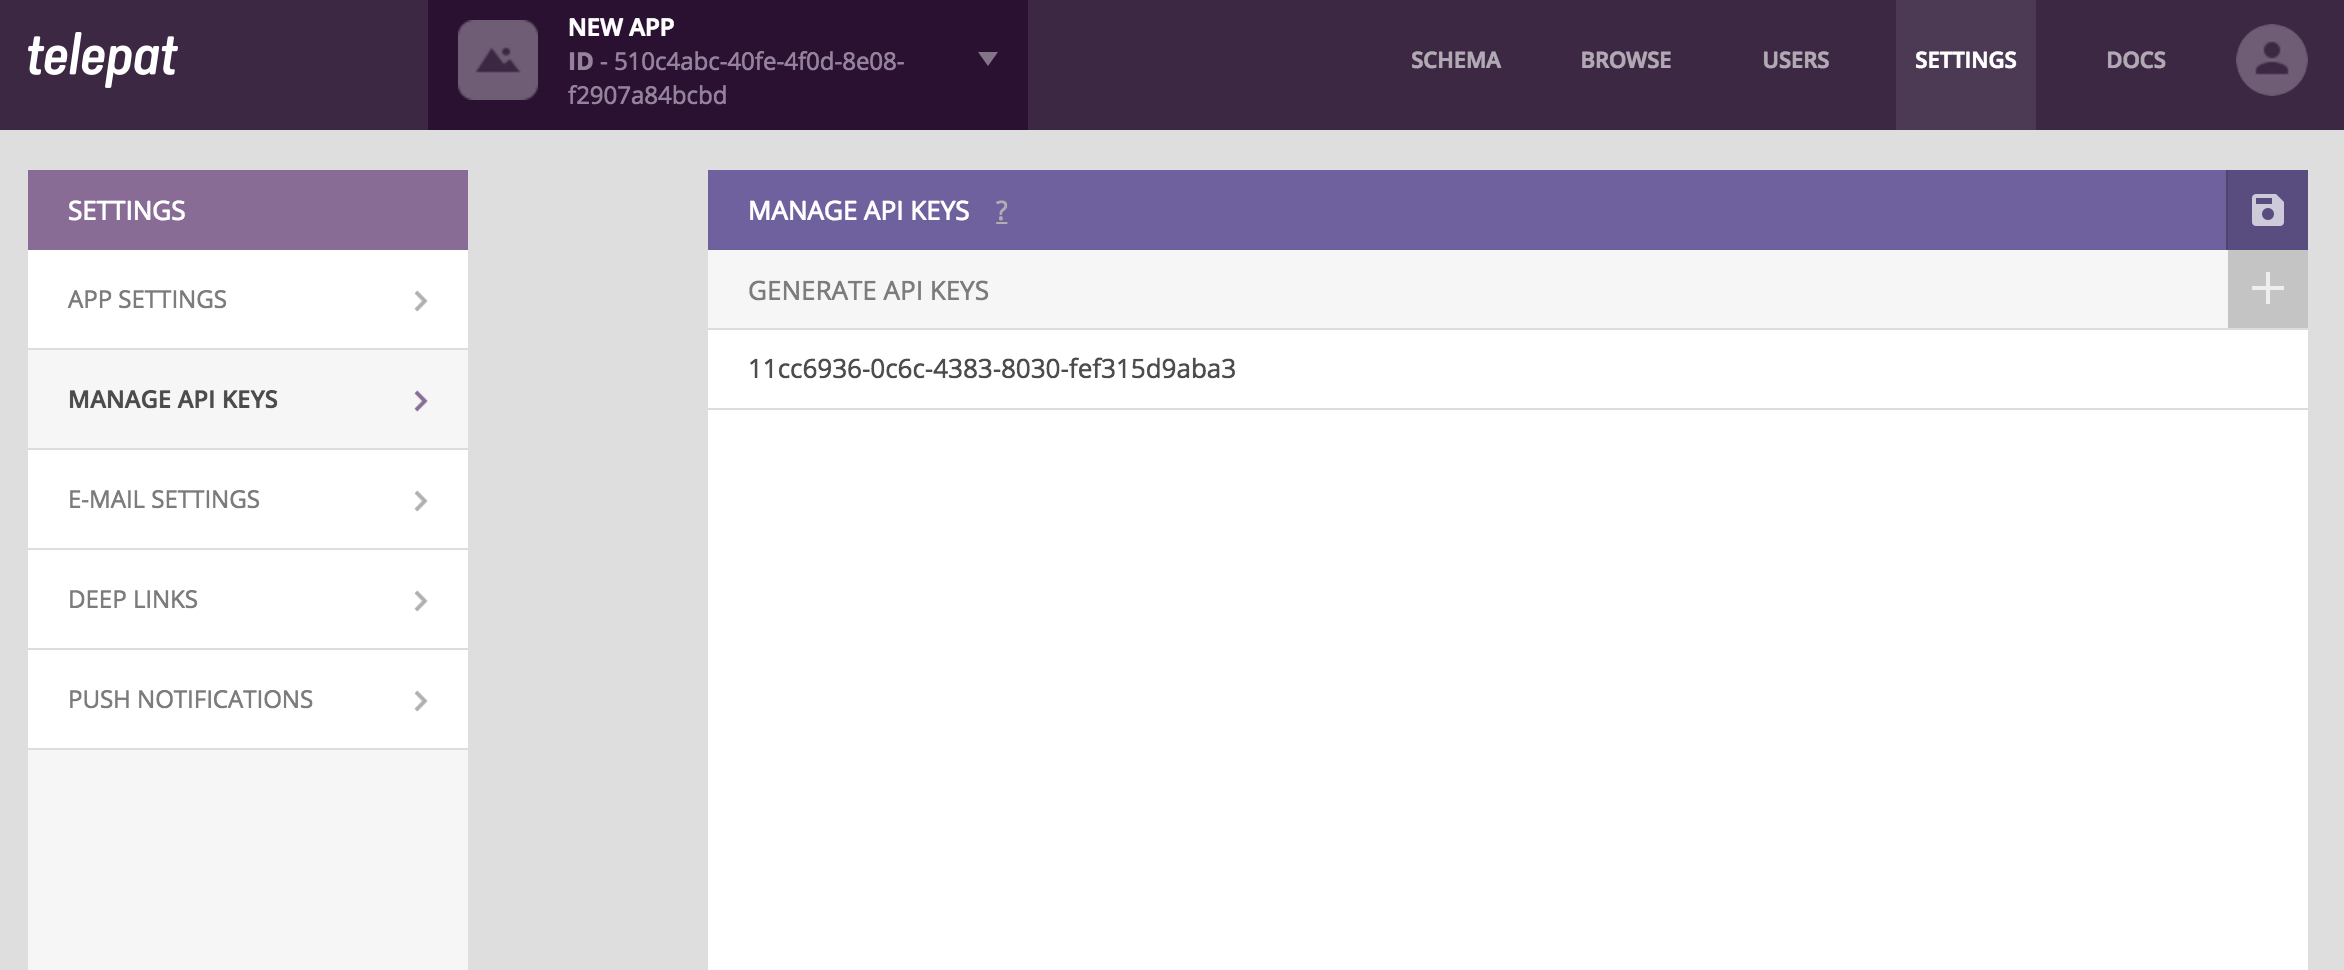 telepat
NEW APP
ID - 510c4abc-40fe-4f0d-8e08-
f2907a84bcbd
SCHEMA
BROWSE
USERS
SETTINGS
DOCS
SETTINGS
APP SETTINGS
MANAGE API KEYS
E-MAIL SETTINGS
DEEP LINKS
PUSH NOTIFICATIONS
MANAGE API KEYS ?
GENERATE API KEYS
11cc6936-0c6c-4383-8030-fef315d9aba3